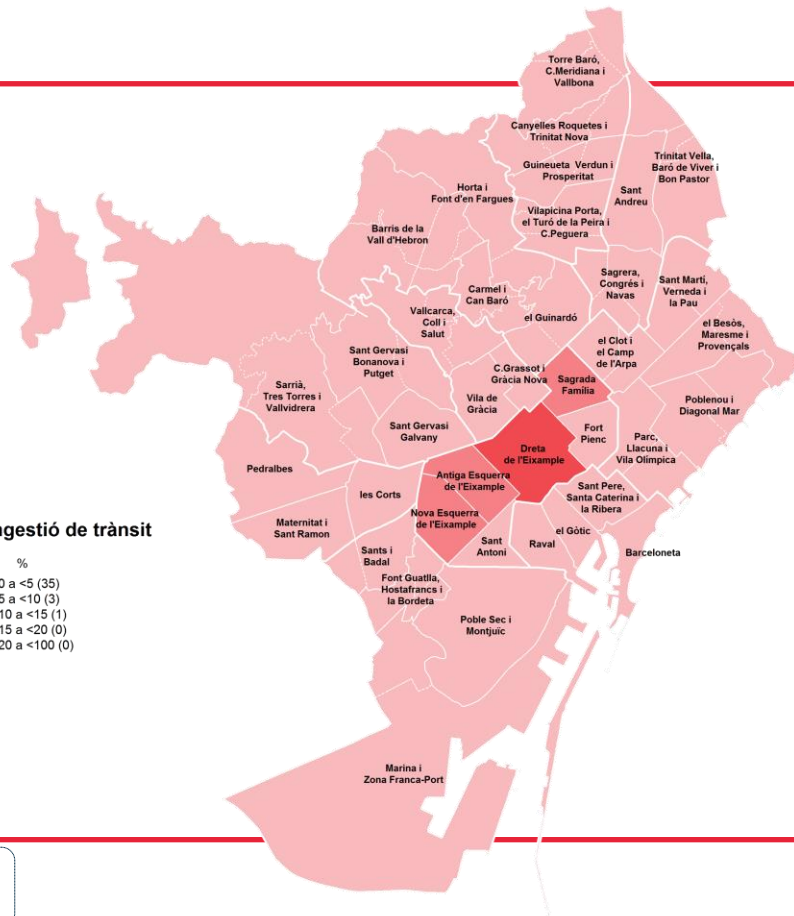 Torre Baró,
C.Meridiana i
Vallbona
Canyelles Roquetes i
Trinitat Nova
Guineueta Verdun i
Prosperitat
Trinitat Vella,
Baró de Viver i
Bon Pastor
Sant
Andreu
Horta i
Font d'en Fargues
Vilapicina Porta,
el Turó de la Peira i
C.Peguera
Barris de la
Vall d'Hebron
Sagrera,
Congrés i
Navas
Sant Martí,
Verneda i
la Pau
Carmel i
Can Baró
Vallcarca,
Coll i
Salut
el Guinardó
el Besòs,
Maresme i
Provençals
el Clot i
el Camp
de l'Arpa
Sant Gervasi
Bonanova i
Putget
C.Grassot i
Gràcia Nova
Sagrada
Família
Sarrià,
Tres Torres i
Vallvidrera
Vila de
Gràcia
Poblenou i
Diagonal Mar
Sant Gervasi
Galvany
Fort
Pienc
Parc,
Llacuna i
Vila Olímpica
Dreta
de l'Eixample
Pedralbes
Antiga Esquerra
de l'Eixample
les Corts
Sant Pere,
Santa Caterina i
la Ribera
Nova Esquerra
de l'Eixample
Maternitat i
Sant Ramon
el Gòtic
Sant
Antoni
Raval
Barceloneta
Sants i
Badal
Font Guatlla,
Hostafrancs i
la Bordeta
Poble Sec i
Montjuïc
Marina i
Zona Franca-Port
ngestió de trànsit
%
0 a <5 (35)
5 a <10 (3)
10 a <15 (1)
15 a <20 (0)
20 a <100 (0)